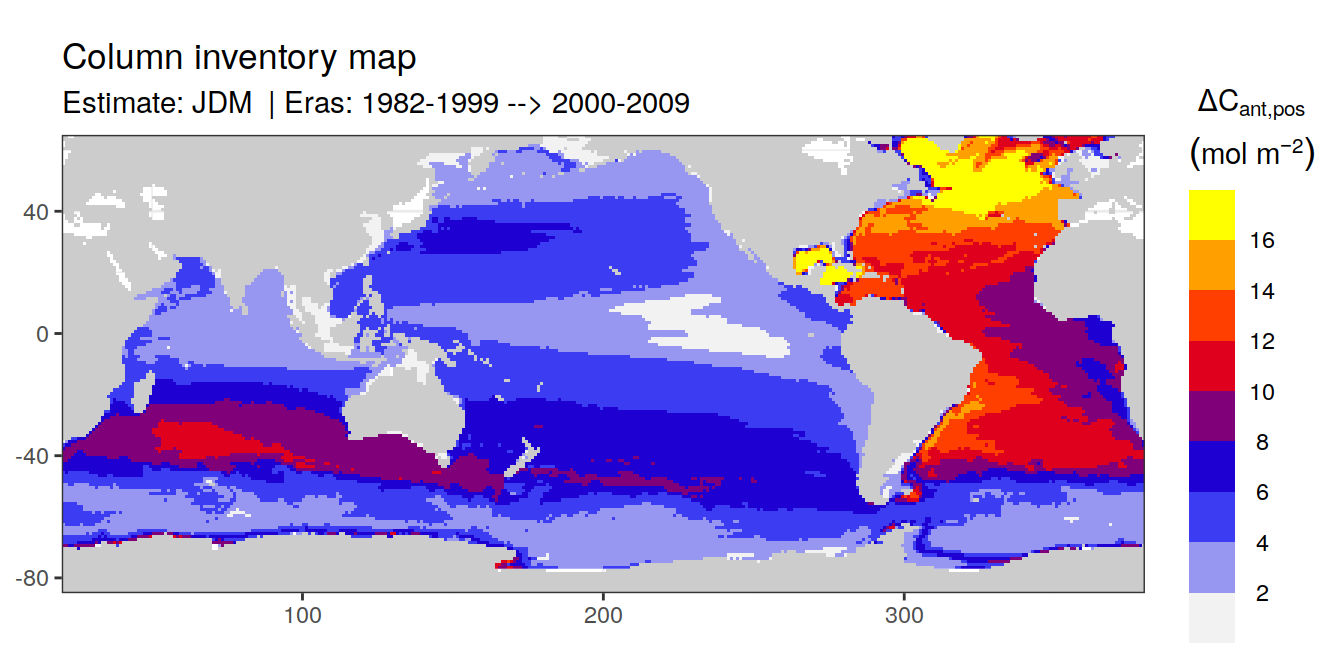 Column inventory map
Estimate: JDM | Eras: 1982-1999 --> 2000-2009
ΔC_ant,pos
(mol m⁻²)
16
14
12
10
8
6
4
2
40
0
-40
-80
100 200 300